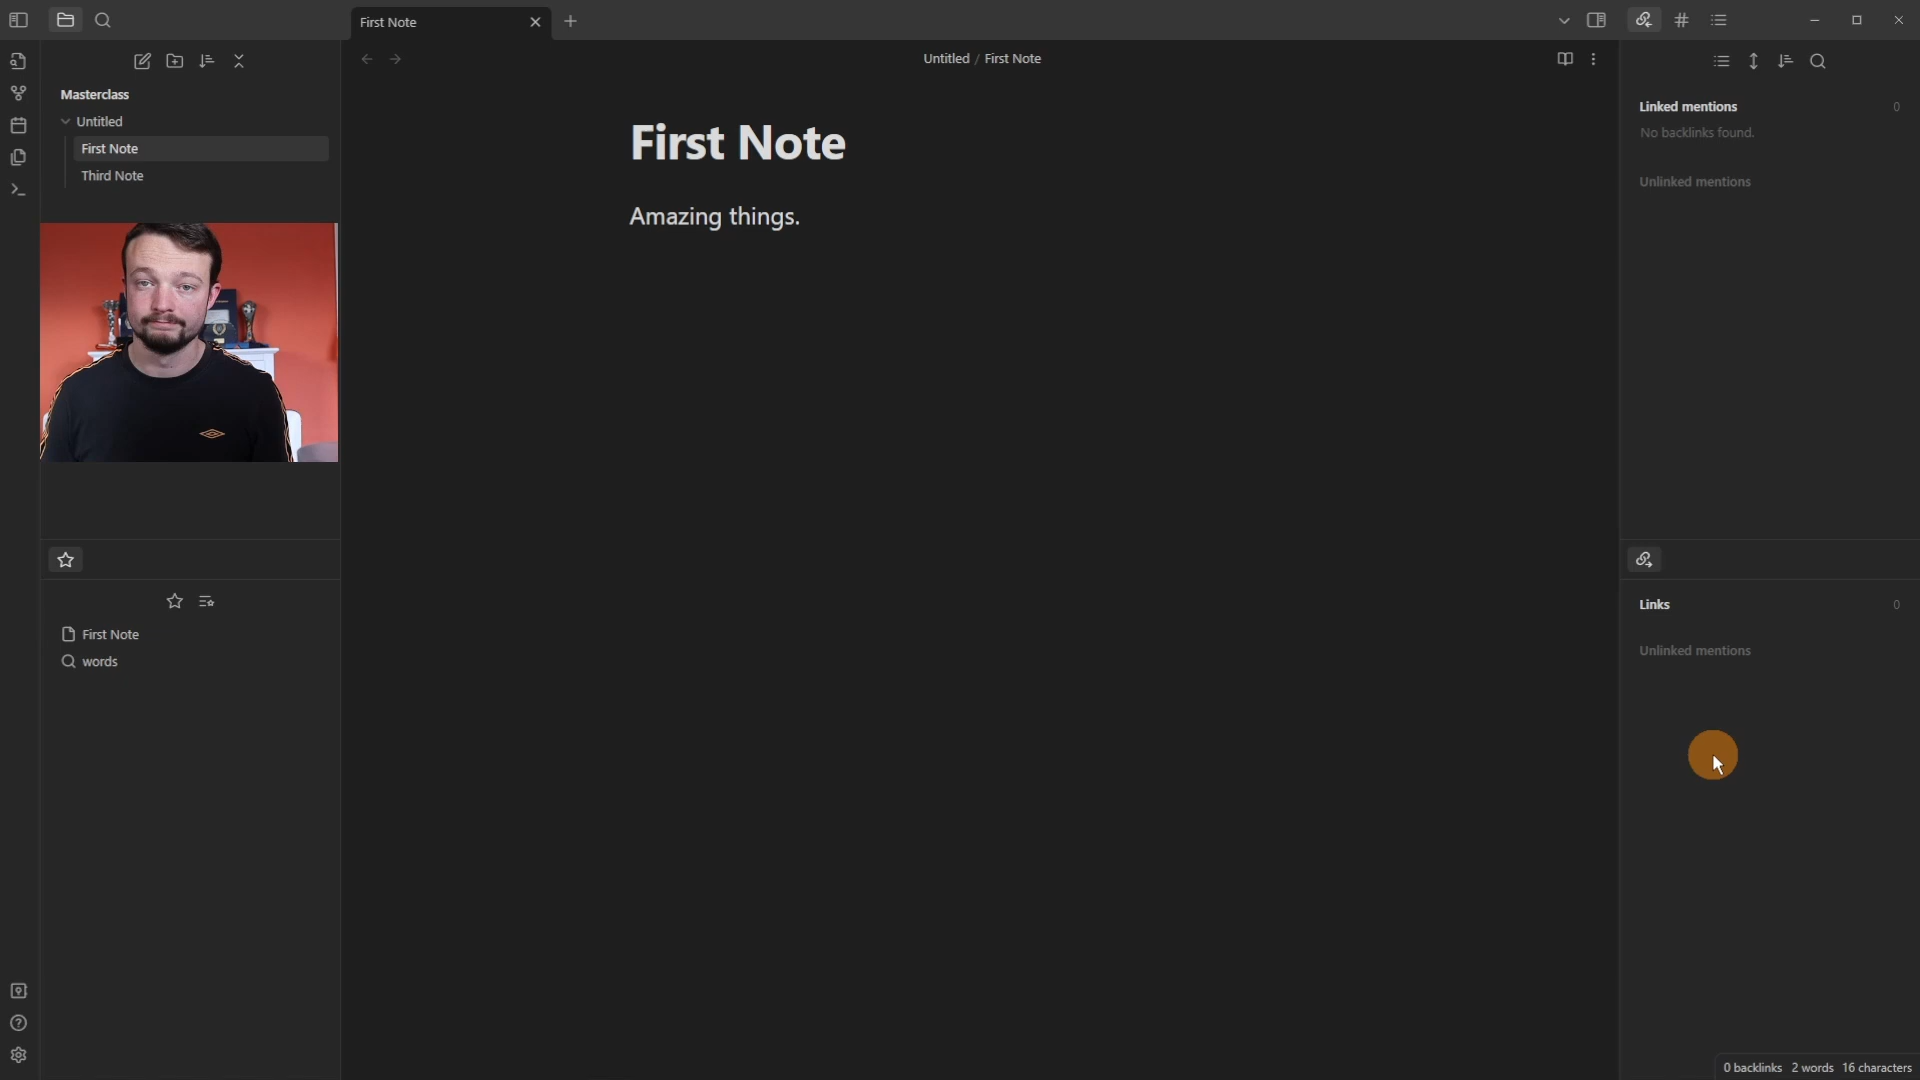 First Note
Untitled / First Note
Masterclass
Untitled
First Note
Third Note
First Note
words
First Note
Amazing things.
Linked mentions 0
No backlinks found.
Unlinked mentions
Links 0
Unlinked mentions
0 backlinks 2 words 16 characters